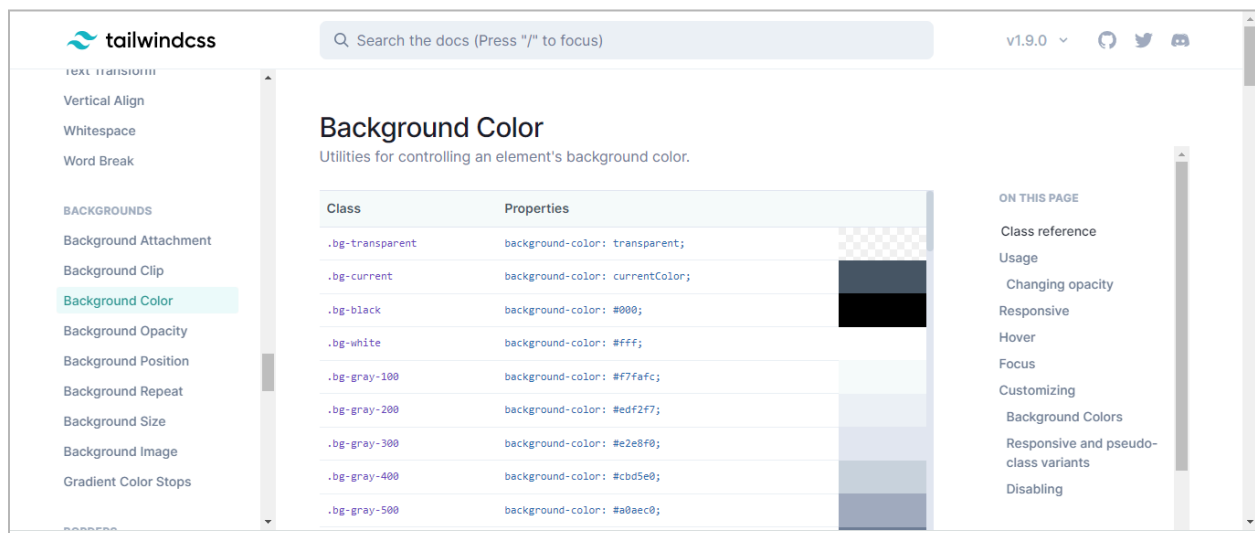 tailwindcss
Search the docs (Press "/" to focus)
v1.9.0
Text Transform
Vertical Align
Whitespace
Word Break
BACKGROUNDS
Background Attachment
Background Clip
Background Color
Background Opacity
Background Position
Background Repeat
Background Size
Background Image
Gradient Color Stops
BORDERS
Background Color
Utilities for controlling an element's background color.
Class Properties
.bg-transparent background-color: transparent;
.bg-current background-color: currentColor;
.bg-black background-color: #000;
.bg-white background-color: #fff;
.bg-gray-100 background-color: #f7fafc;
.bg-gray-200 background-color: #edf2f7;
.bg-gray-300 background-color: #e2e8f0;
.bg-gray-400 background-color: #cbd5e0;
.bg-gray-500 background-color: #a0aec0;
ON THIS PAGE
Class reference
Usage
Changing opacity
Responsive
Hover
Focus
Customizing
Background Colors
Responsive and pseudo-
class variants
Disabling